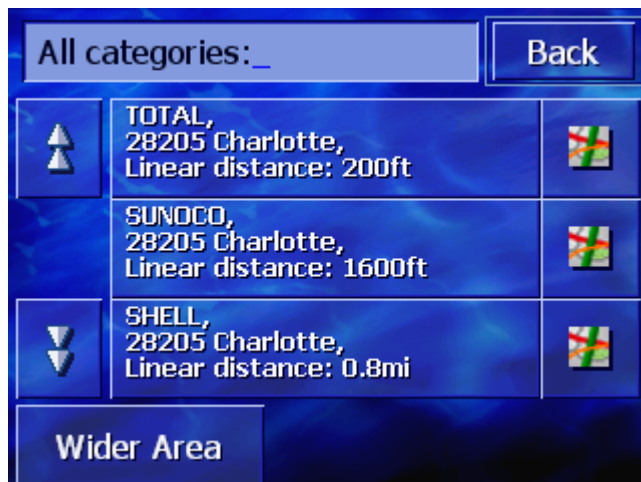 All categories:_
Back
TOTAL,
28205 Charlotte,
Linear distance: 200ft
SUNOCO,
28205 Charlotte,
Linear distance: 1600ft
SHELL,
28205 Charlotte,
Linear distance: 0.8mi
Wider Area